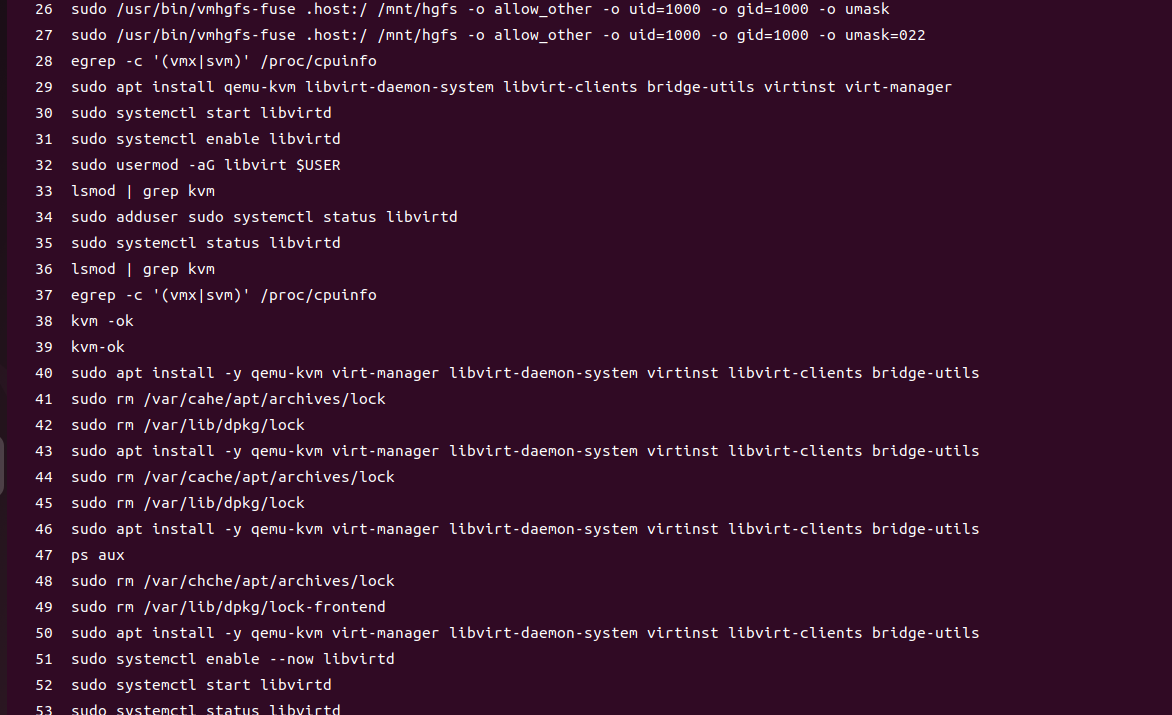 26 sudo /usr/bin/vmhgfs-fuse .host:/ /mnt/hgfs -o allow_other -o uid=1000 -o gid=1000 -o umask
27 sudo /usr/bin/vmhgfs-fuse .host:/ /mnt/hgfs -o allow_other -o uid=1000 -o gid=1000 -o umask=022
28 egrep -c '(vmx|svm)' /proc/cpuinfo
29 sudo apt install qemu-kvm libvirt-daemon-system libvirt-clients bridge-utils virtinst virt-manager
30 sudo systemctl start libvirtd
31 sudo systemctl enable libvirtd
32 sudo usermod -aG libvirt $USER
33 lsmod | grep kvm
34 sudo adduser sudo systemctl status libvirtd
35 sudo systemctl status libvirtd
36 lsmod | grep kvm
37 egrep -c '(vmx|svm)' /proc/cpuinfo
38 kvm -ok
39 kvm-ok
40 sudo apt install -y qemu-kvm virt-manager libvirt-daemon-system virtinst libvirt-clients bridge-utils
41 sudo rm /var/cahe/apt/archives/lock
42 sudo rm /var/lib/dpkg/lock
43 sudo apt install -y qemu-kvm virt-manager libvirt-daemon-system virtinst libvirt-clients bridge-utils
44 sudo rm /var/cache/apt/archives/lock
45 sudo rm /var/lib/dpkg/lock
46 sudo apt install -y qemu-kvm virt-manager libvirt-daemon-system virtinst libvirt-clients bridge-utils
47 ps aux
48 sudo rm /var/chche/apt/archives/lock
49 sudo rm /var/lib/dpkg/lock-frontend
50 sudo apt install -y qemu-kvm virt-manager libvirt-daemon-system virtinst libvirt-clients bridge-utils
51 sudo systemctl enable --now libvirtd
52 sudo systemctl start libvirtd
53 sudo systemctl status libvirtd